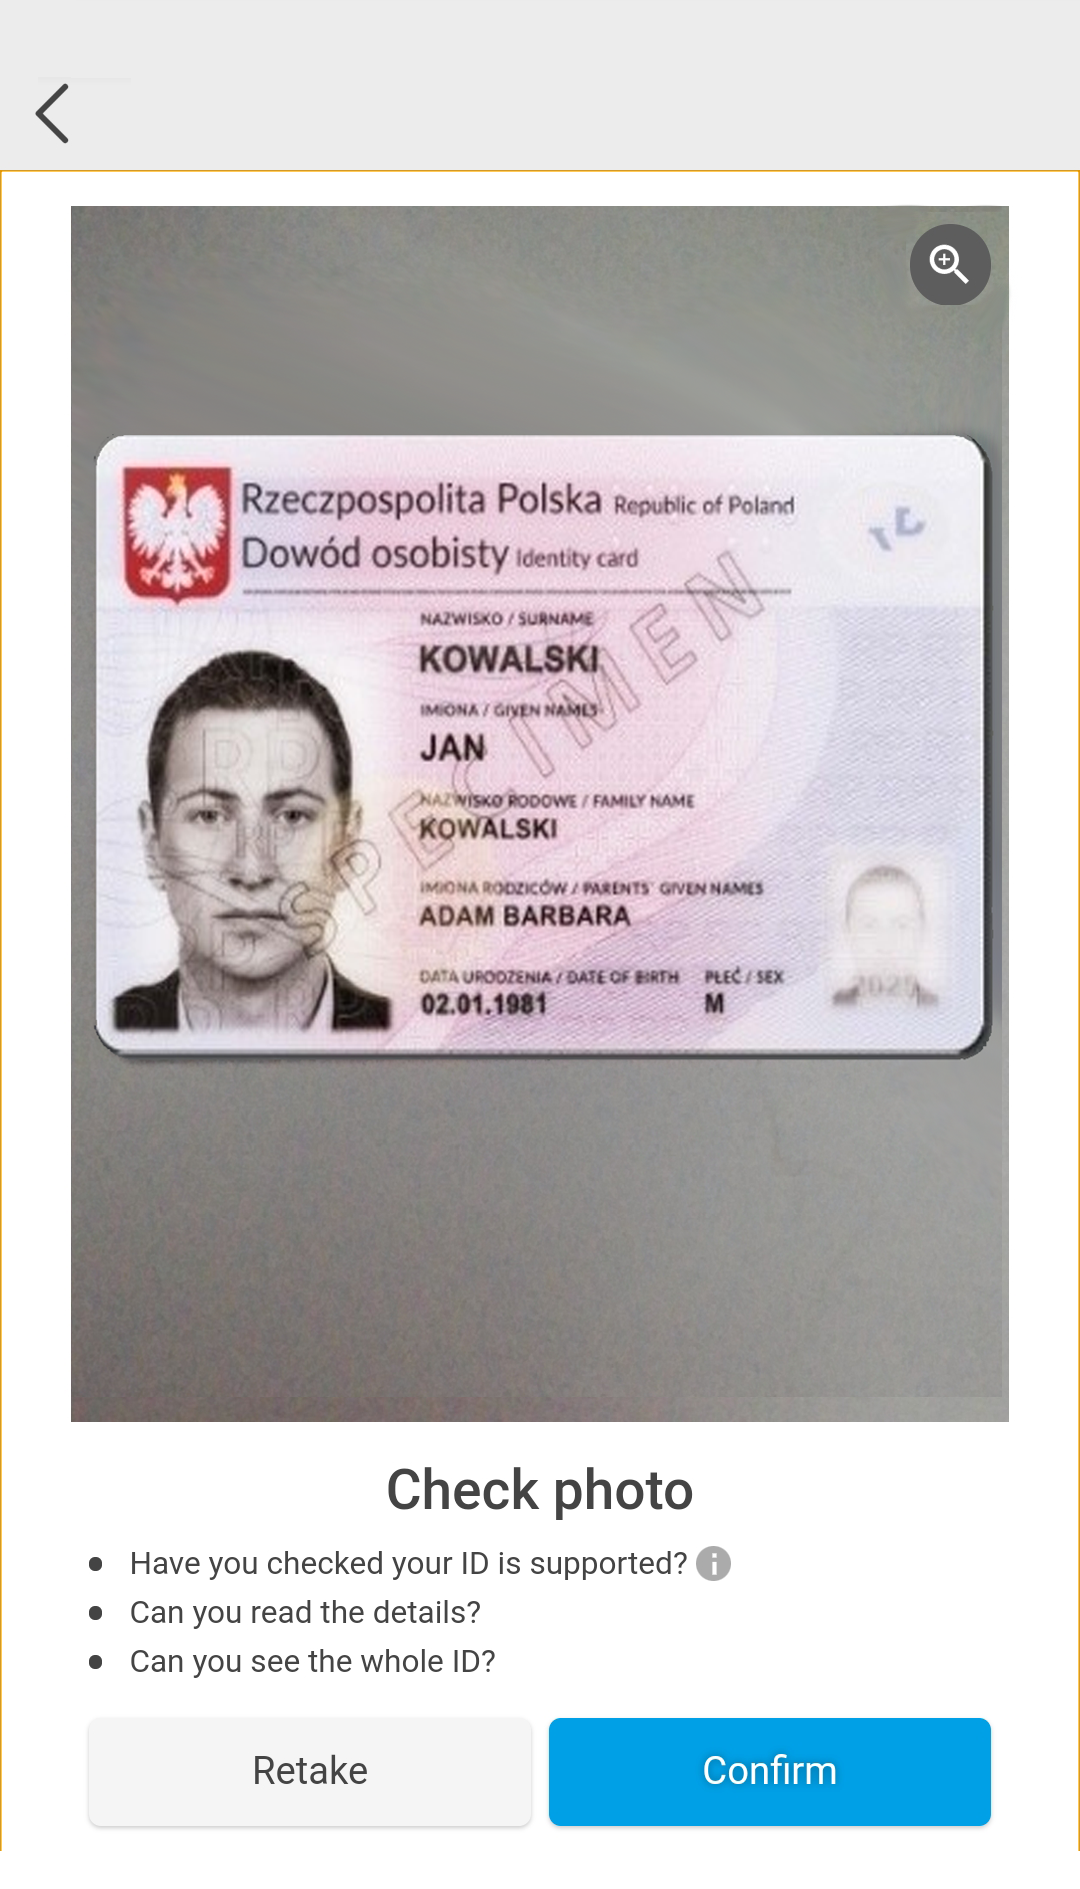 Rzeczpospolita Polska Republic of Poland
Dowód osobisty Identity card
NAZWISKO / SURNAME
KOWALSKI
IMIONA / GIVEN NAMES
JAN
NAZWISKO RODOWE / FAMILY NAME
KOWALSKI
IMIONA RODZICÓW / PARENTS' GIVEN NAMES
ADAM BARBARA
DATA URODZENIA / DATE OF BIRTH PŁEĆ / SEX
02.01.1981 M
SPECIMEN
Check photo
Have you checked your ID is supported?
Can you read the details?
Can you see the whole ID?
Retake Confirm